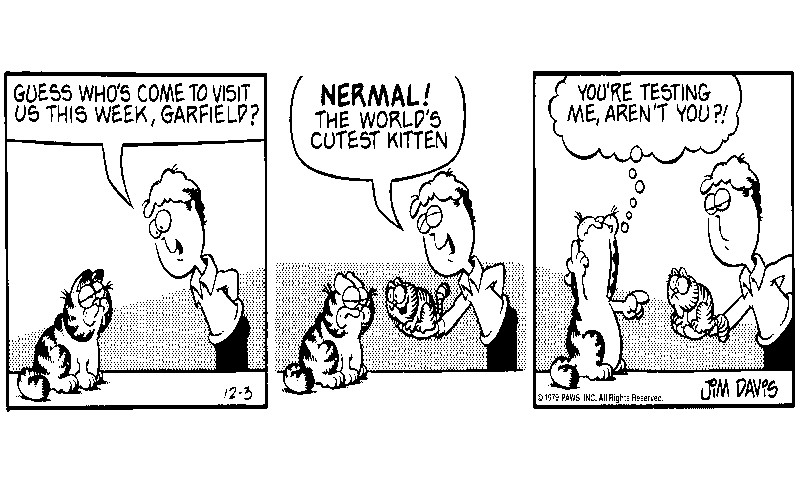 GUESS WHO'S COME TO VISIT
US THIS WEEK, GARFIELD?
12-3
NERMAL!
THE WORLD'S
CUTEST KITTEN
YOU'RE TESTING
ME, AREN'T YOU?!
© 1979 PAWS, INC. All Rights Reserved.
JIM DAVIS